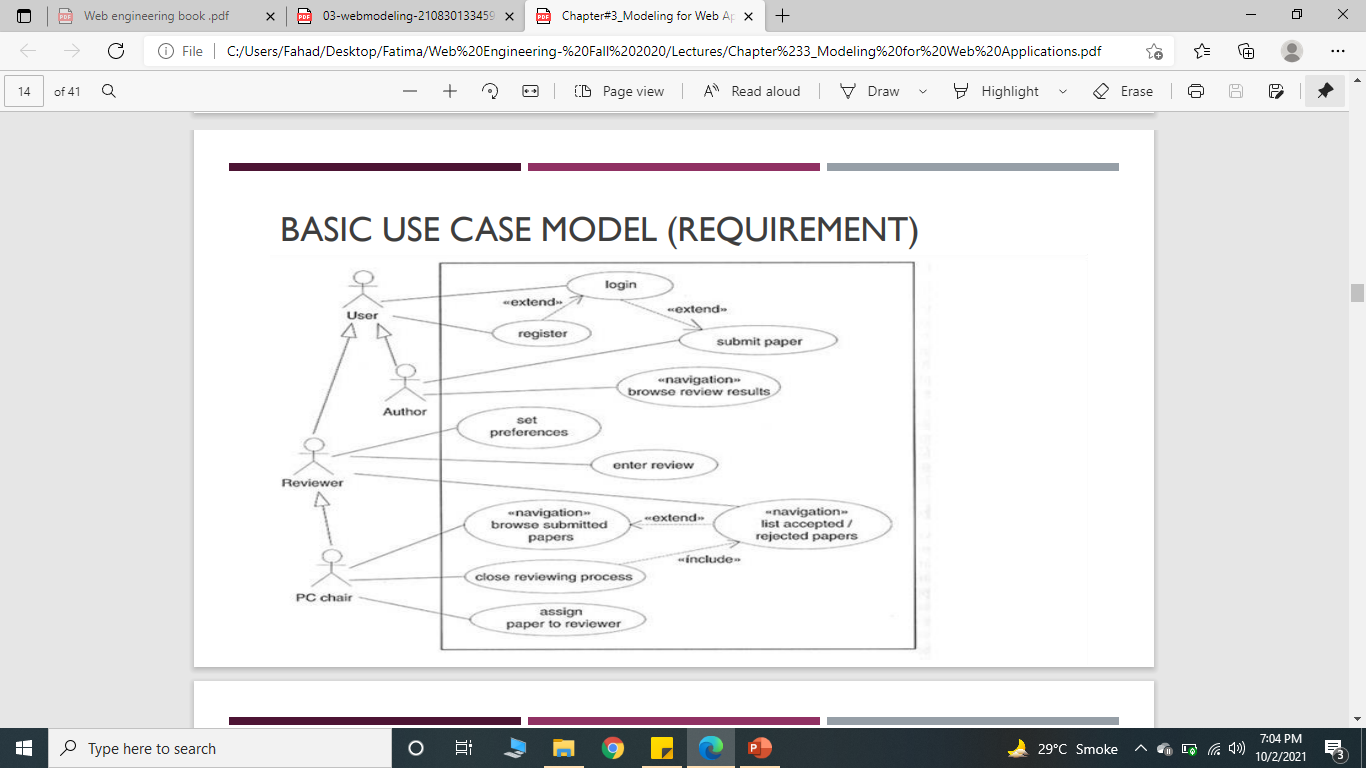 Web engineering book .pdf
03-webmodeling-210830133459
Chapter#3_Modeling for Web Ap
File
C:/Users/Fahad/Desktop/Fatima/Web%20Engineering-%20Fall%202020/Lectures/Chapter%233_Modeling%20for%20Web%20Applications.pdf
14
of 41
Page view
Read aloud
Draw
Highlight
Erase
BASIC USE CASE MODEL (REQUIREMENT)
login
«extend»
«extend»
User
register
submit paper
«navigation»
browse review results
Author
set
preferences
enter review
Reviewer
«navigation»
browse submitted
papers
«extend»
«navigation»
list accepted /
rejected papers
«include»
close reviewing process
PC chair
assign
paper to reviewer
Type here to search
29°C Smoke
7:04 PM
10/2/2021
3